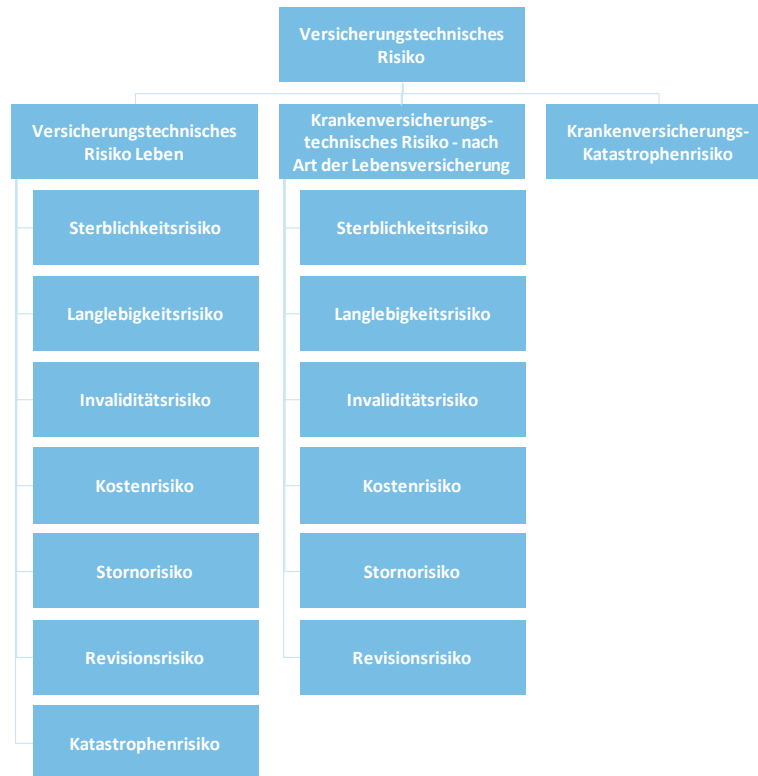 Versicherungstechnisches
Risiko
Versicherungstechnisches
Risiko Leben
Krankenversicherungs-
technisches Risiko - nach
Art der Lebensversicherung
Krankenversicherungs-
Katastrophenrisiko
Sterblichkeitsrisiko
Langlebigkeitsrisiko
Invaliditätsrisiko
Kostenrisiko
Stornorisiko
Revisionsrisiko
Katastrophenrisiko
Sterblichkeitsrisiko
Langlebigkeitsrisiko
Invaliditätsrisiko
Kostenrisiko
Stornorisiko
Revisionsrisiko